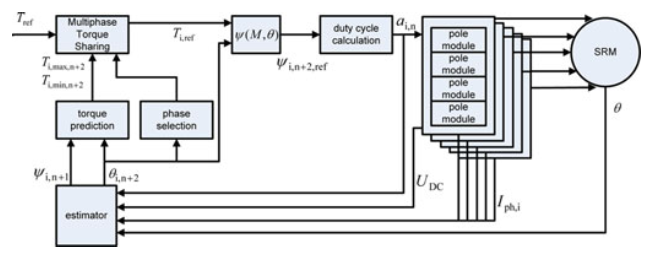 T_ref
Multiphase
Torque
Sharing
T_i,ref
ψ(M,θ)
duty cycle
calculation
a_i,n
ψ_i,n+2,ref
pole
module
pole
module
pole
module
pole
module
SRM
T_i,max,n+2
T_i,min,n+2
torque
prediction
phase
selection
θ
ψ_i,n+1
θ_i,n+2
U_DC
I_ph,i
estimator